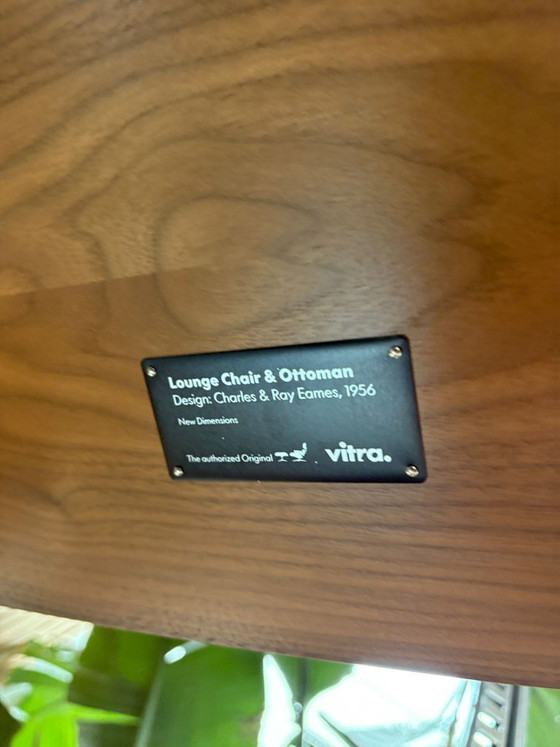 Lounge Chair & Ottoman
Design: Charles & Ray Eames, 1956
New Dimensions
The authorized Original vitra.